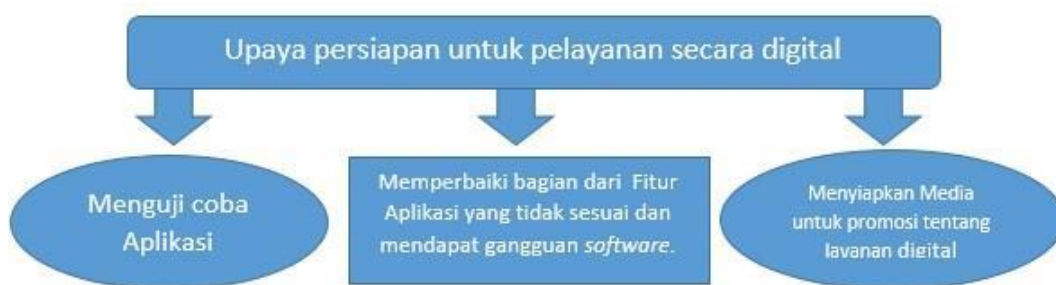 Upaya persiapan untuk pelayanan secara digital
Menguji coba
Aplikasi
Memperbaiki bagian dari Fitur
Aplikasi yang tidak sesuai dan
mendapat gangguan software.
Menyiapkan Media
untuk promosi tentang
layanan digital